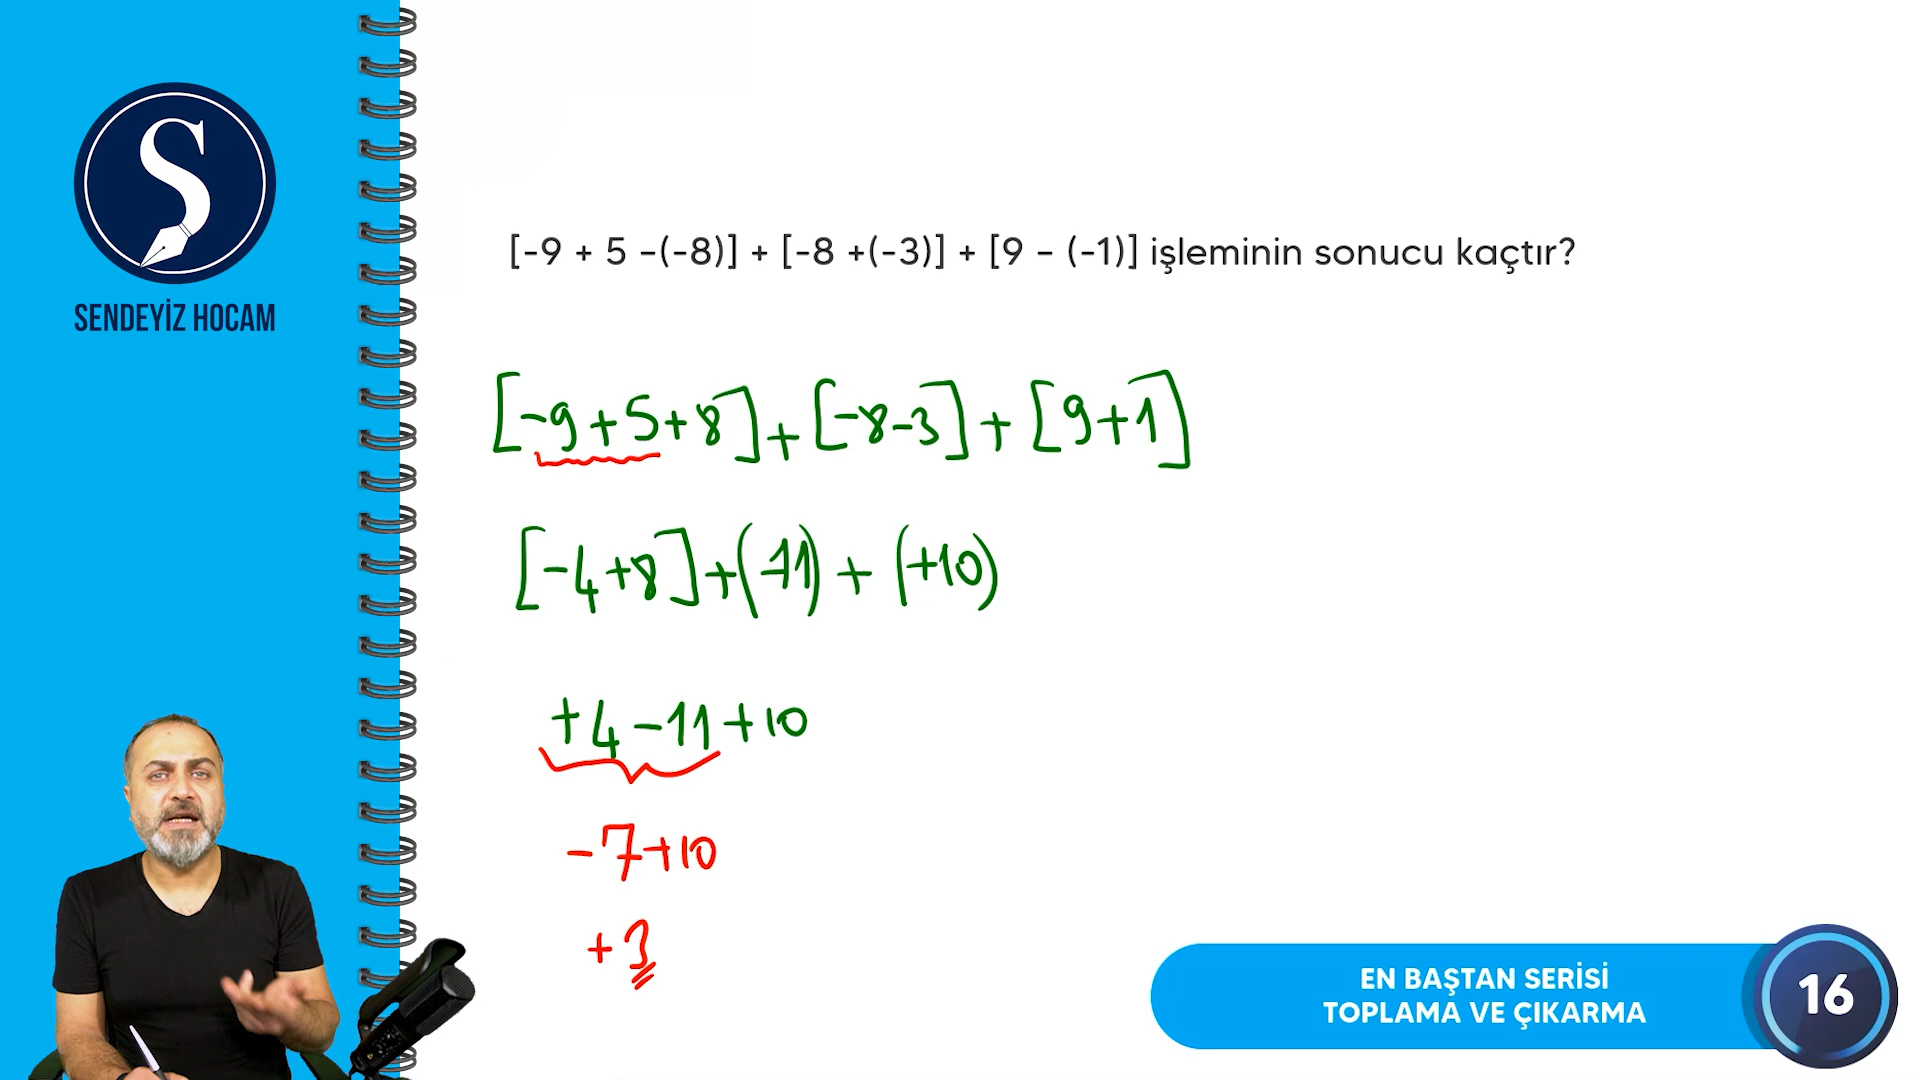 S
SENDEYİZ HOCAM
[-9 + 5 -(-8)] + [-8 +(-3)] + [9 - (-1)] işleminin sonucu kaçtır?
[-9+5+8]+[-8-3]+[9+1]
[-4+8]+(-11)+(+10)
+4-11+10
-7+10
+3
EN BAŞTAN SERİSİ
TOPLAMA VE ÇIKARMA
16